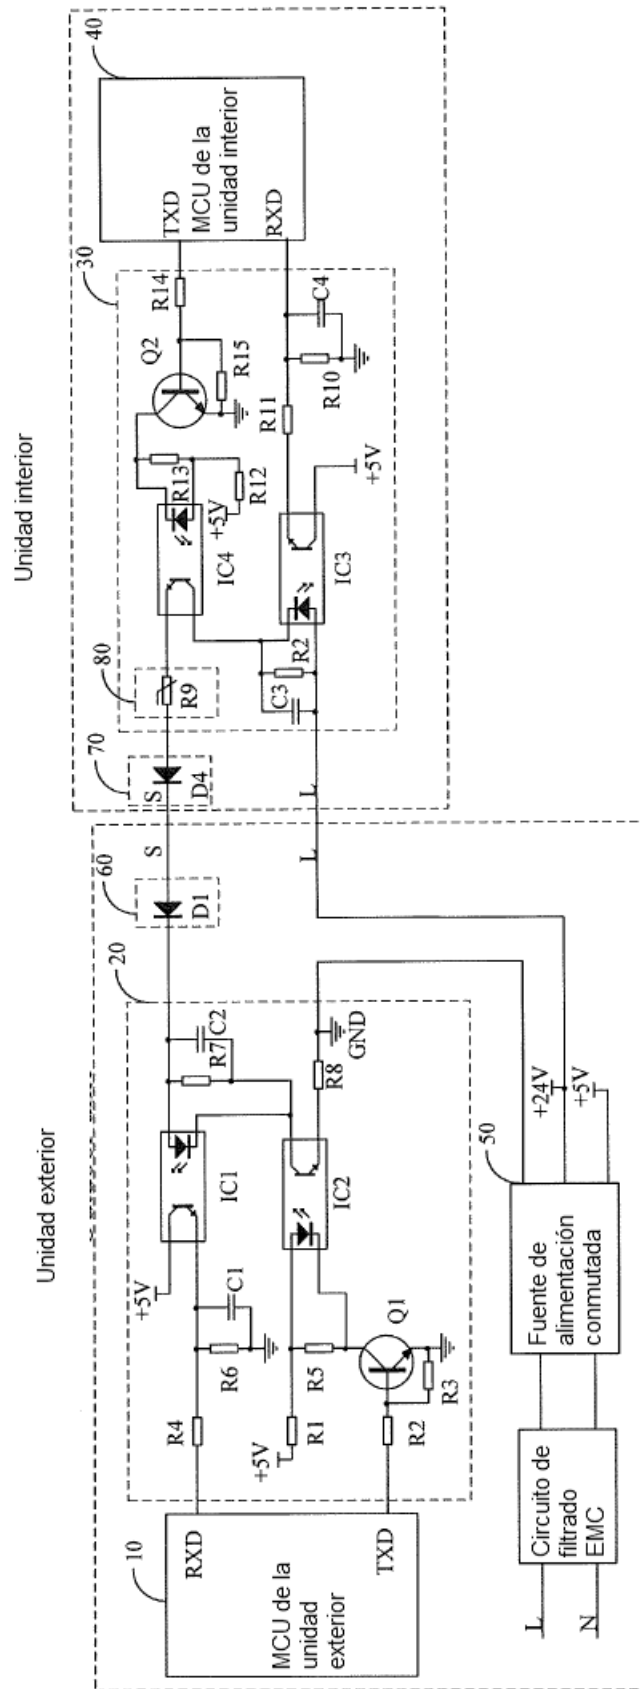 Unidad interior
40
MCU de la
unidad interior
TXD
RXD
30
R14
Q2
R15
C4
R10
R11
R13
R12
+5V
+5V
IC4
IC3
80
R9
R2
C3
70
S
D4
L
Unidad exterior
S
L
60
D1
20
C2
R7
GND
R8
IC1
IC2
+5V
C1
R6
R5
Q1
R4
R1
+5V
R2
R3
10
RXD
TXD
MCU de la
unidad
exterior
+24V
+5V
50
Fuente de
alimentación
conmutada
Circuito de
filtrado
EMC
L
N